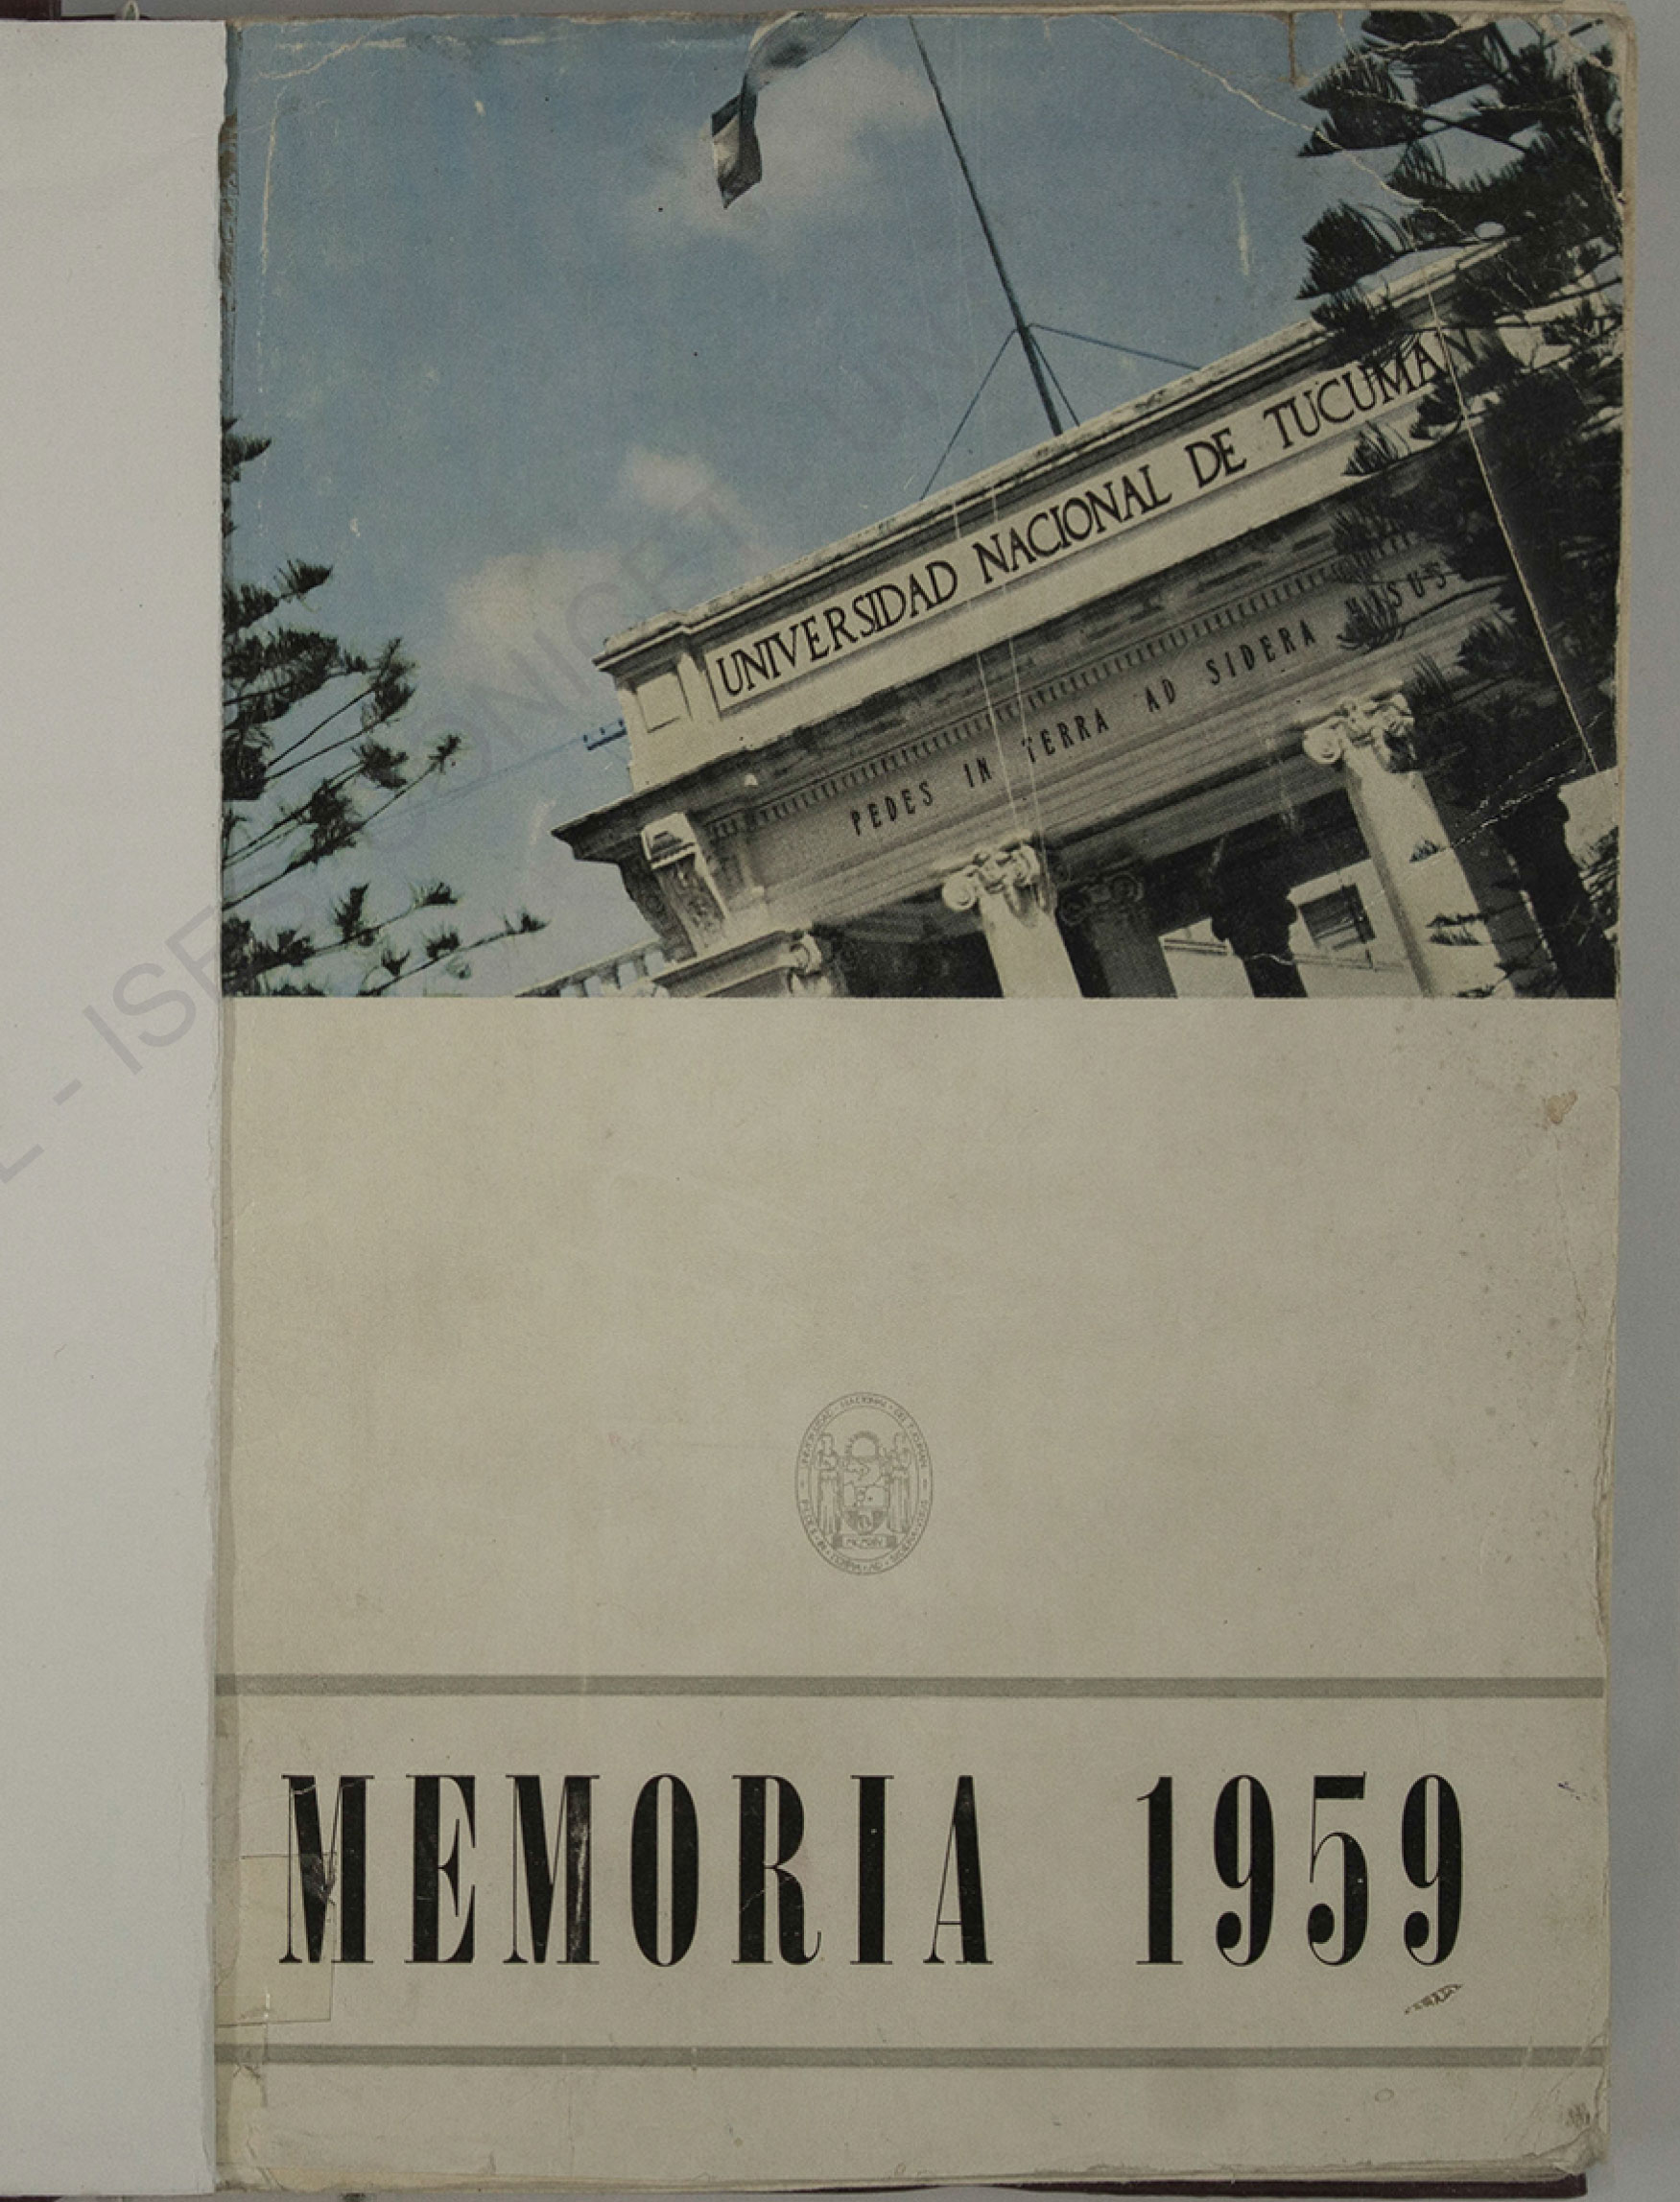 UNIVERSIDAD NACIONAL DE TUCUMAN
PEDES IN TERRA AD SIDERA VISUS
MEMORIA 1959